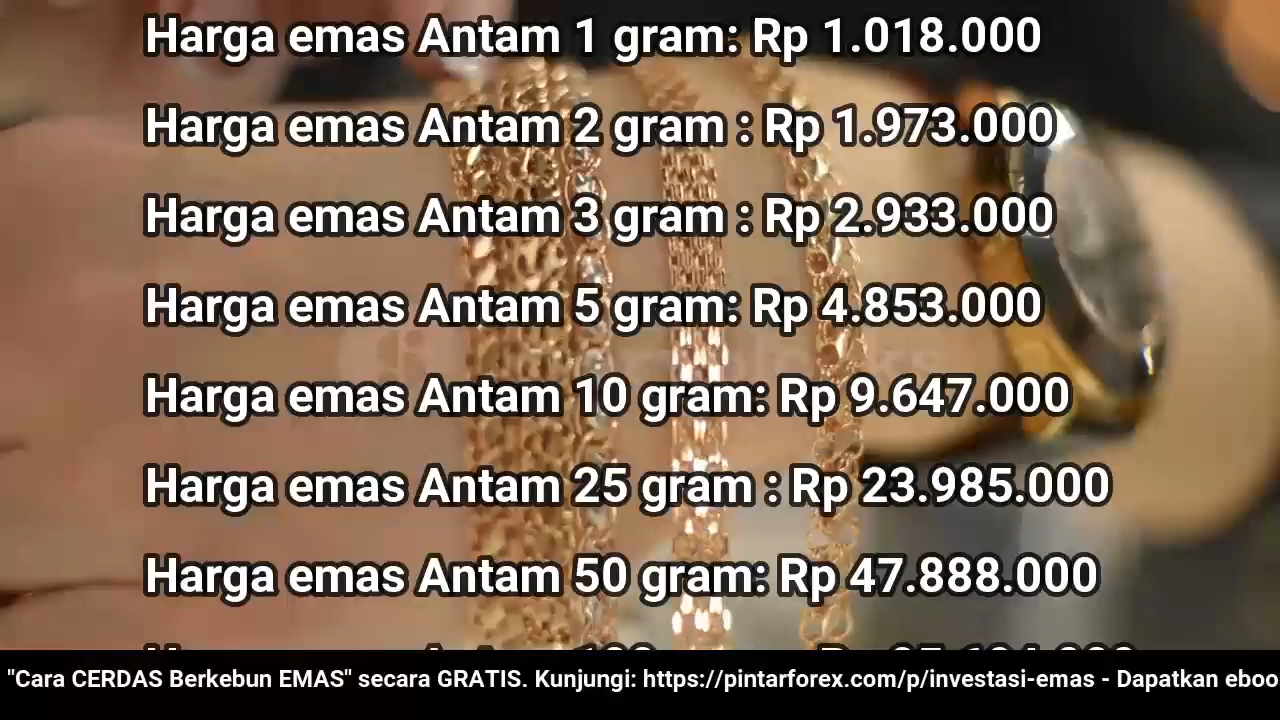 Harga emas Antam 1 gram: Rp 1.018.000
Harga emas Antam 2 gram : Rp 1.973.000
Harga emas Antam 3 gram : Rp 2.933.000
Harga emas Antam 5 gram: Rp 4.853.000
Harga emas Antam 10 gram: Rp 9.647.000
Harga emas Antam 25 gram : Rp 23.985.000
Harga emas Antam 50 gram: Rp 47.888.000
"Cara CERDAS Berkebun EMAS" secara GRATIS. Kunjungi: https://pintarforex.com/p/investasi-emas - Dapatkan eboo